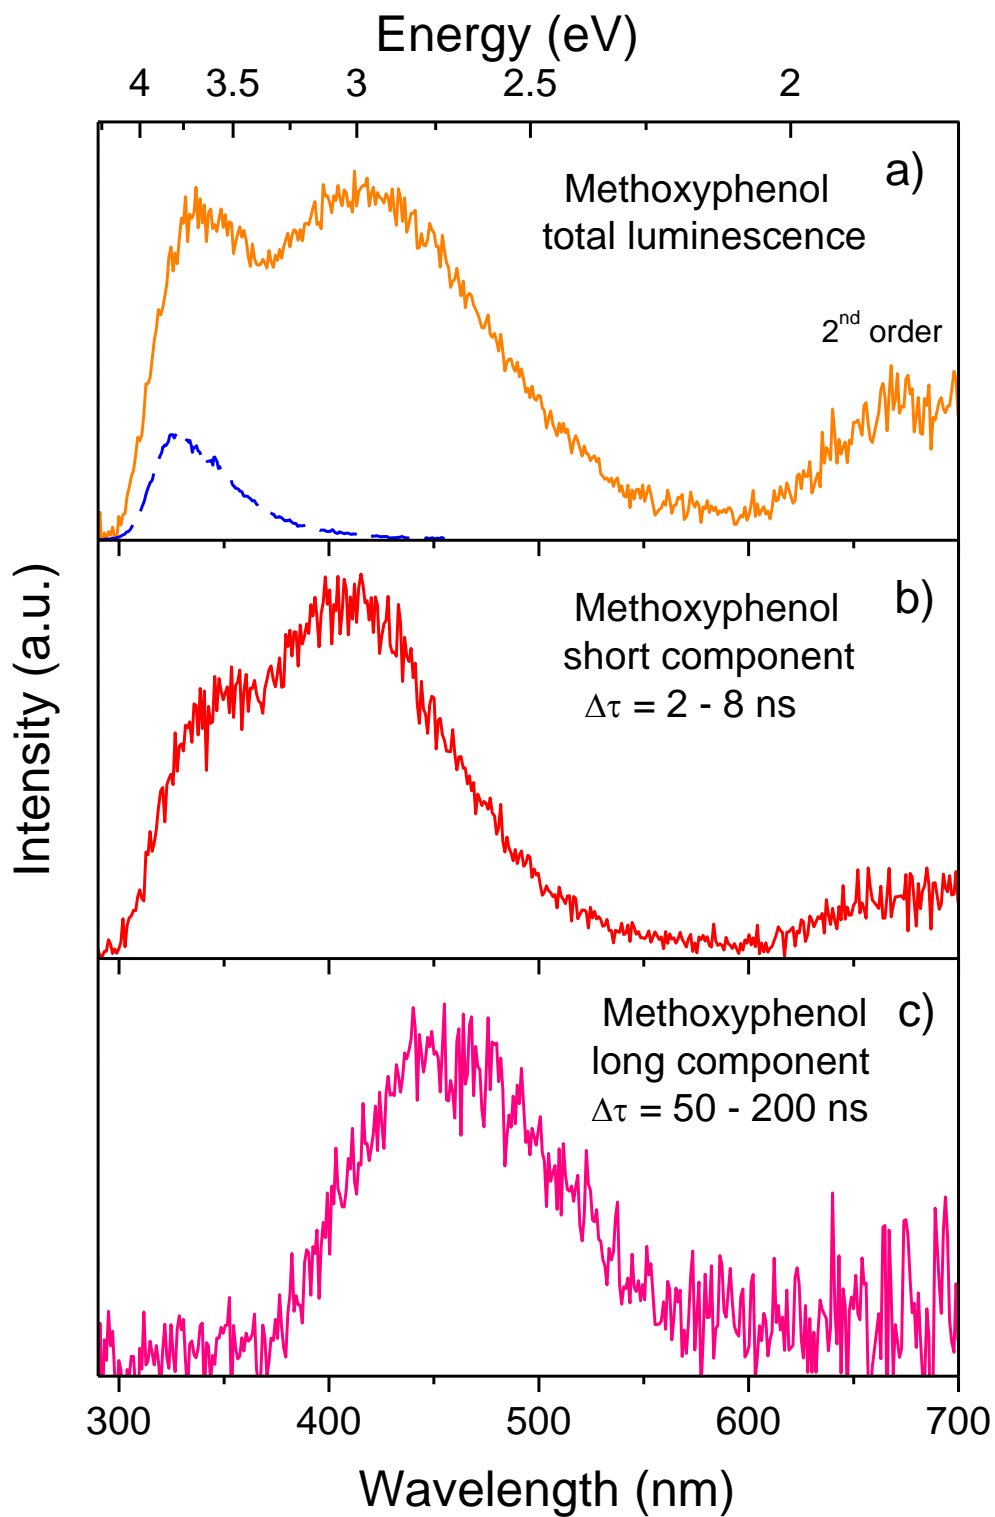 Energy (eV)
4 3.5 3 2.5 2
a)
Methoxyphenol
total luminescence
2nd order
Intensity (a.u.)
b)
Methoxyphenol
short component
Δτ = 2 - 8 ns
Methoxyphenol c)
long component
Δτ = 50 - 200 ns
300 400 500 600 700
Wavelength (nm)